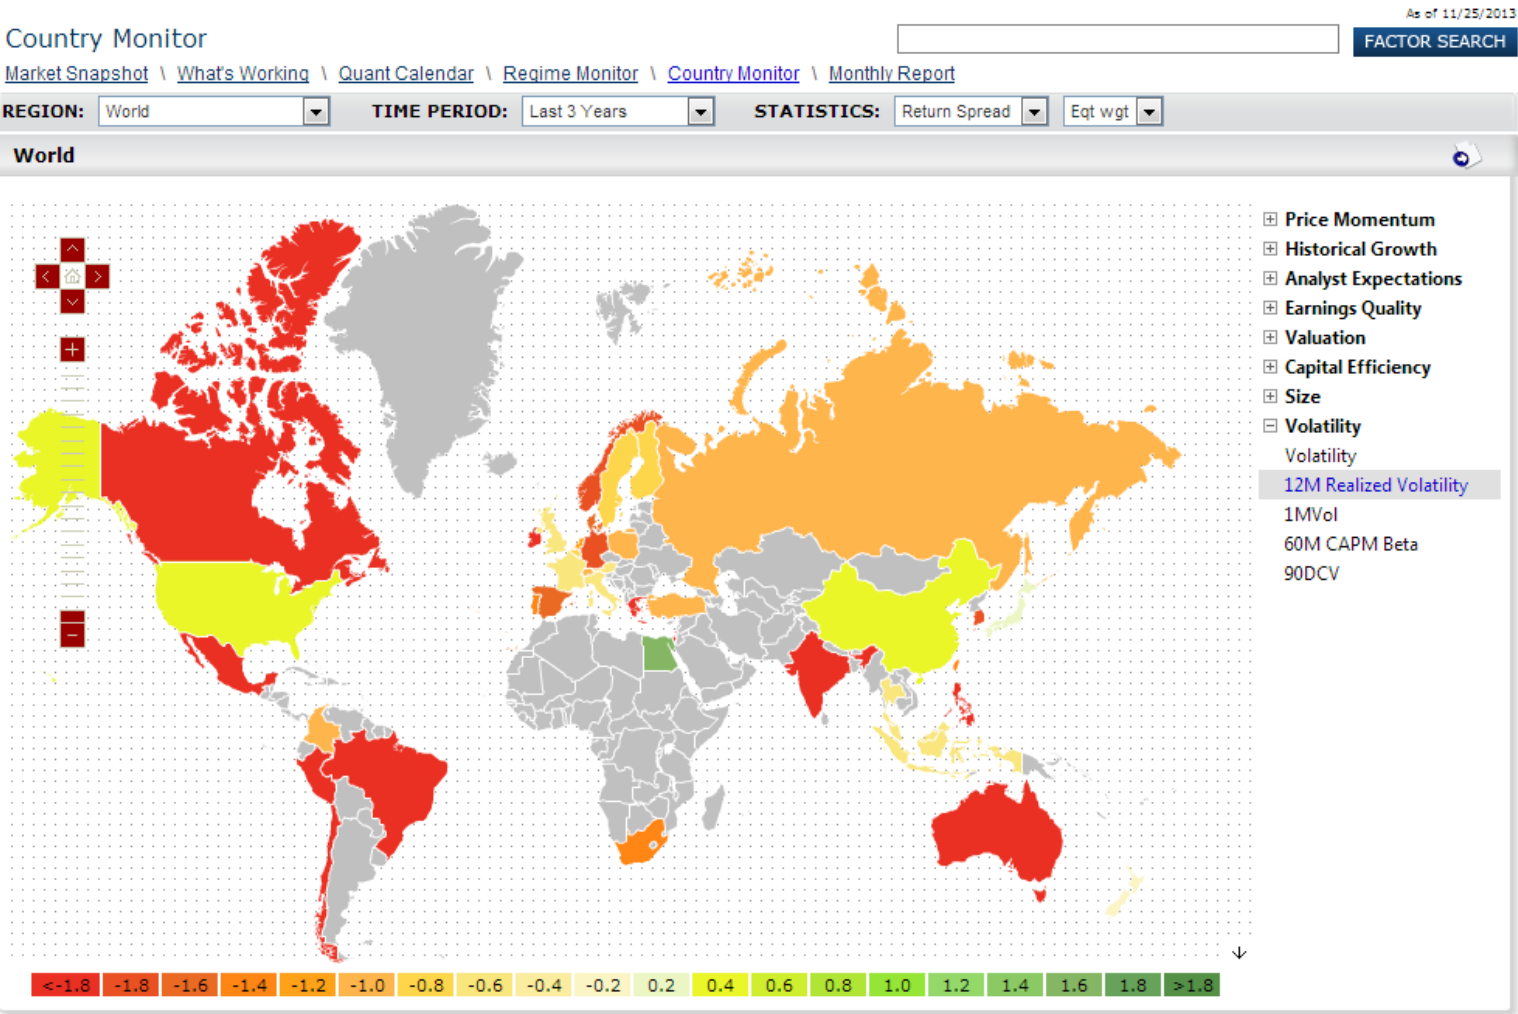 As of 11/25/2013
Country Monitor
FACTOR SEARCH
Market Snapshot \ What's Working \ Quant Calendar \ Regime Monitor \ Country Monitor \ Monthly Report
REGION: World TIME PERIOD: Last 3 Years STATISTICS: Return Spread Eqt wgt
World
Price Momentum
Historical Growth
Analyst Expectations
Earnings Quality
Valuation
Capital Efficiency
Size
Volatility
Volatility
12M Realized Volatility
1MVol
60M CAPM Beta
90DCV
<-1.8 -1.8 -1.6 -1.4 -1.2 -1.0 -0.8 -0.6 -0.4 -0.2 0.2 0.4 0.6 0.8 1.0 1.2 1.4 1.6 1.8 >1.8